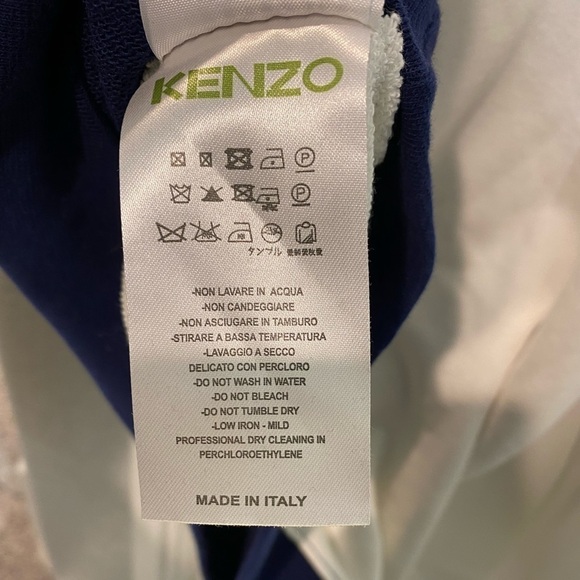 KENZO
P
P
タンブル
-NON LAVARE IN ACQUA
-NON CANDEGGIARE
-NON ASCIUGARE IN TAMBURO
-STIRARE A BASSA TEMPERATURA
-LAVAGGIO A SECCO
DELICATO CON PERCLORO
-DO NOT WASH IN WATER
-DO NOT BLEACH
-DO NOT TUMBLE DRY
-LOW IRON - MILD
PROFESSIONAL DRY CLEANING IN
PERCHLOROETHYLENE
MADE IN ITALY